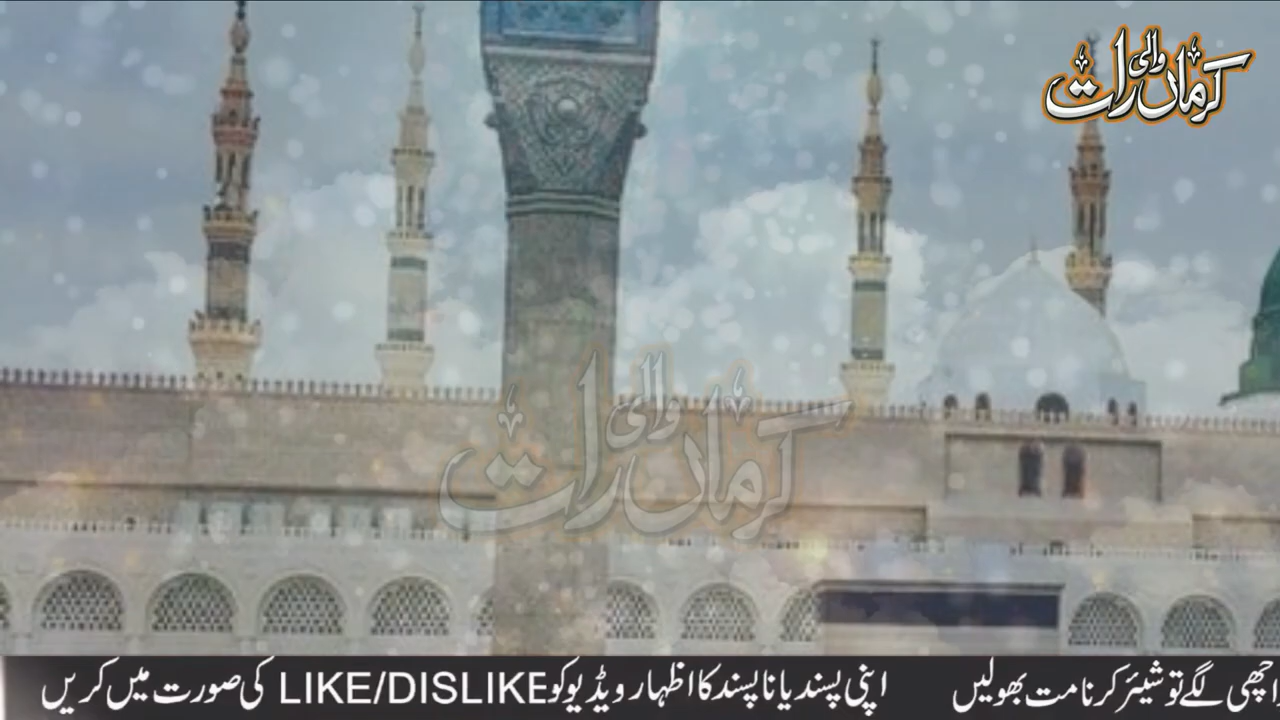 کرماں والی رات
کرماں والی رات
اچھی لگے تو شیئر کرنا مت بھولیں اپنی پسند یا ناپسند کا اظہار ویڈیو کو LIKE/DISLIKE کی صورت میں کریں